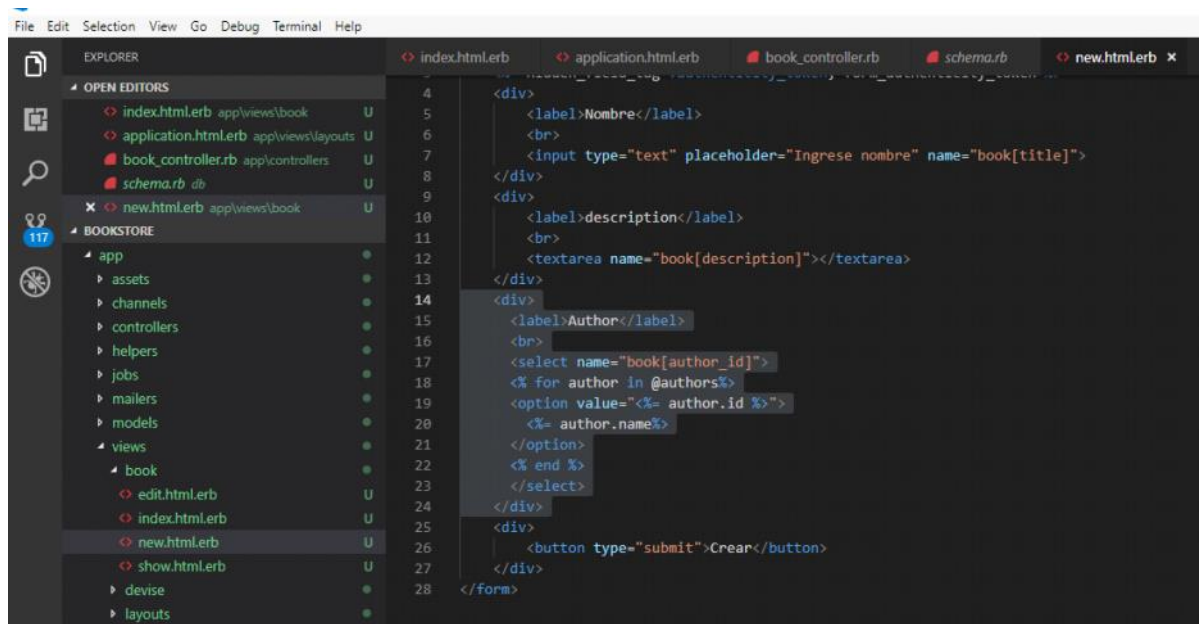 File Edit Selection View Go Debug Terminal Help
EXPLORER
OPEN EDITORS
index.html.erb app\views\book U
application.html.erb app\views\layouts U
book_controller.rb app\controllers U
schema.rb db U
× new.html.erb app\views\book U
117
BOOKSTORE
app
assets
channels
controllers
helpers
jobs
mailers
models
views
book
edit.html.erb U
index.html.erb U
new.html.erb U
show.html.erb U
devise
layouts
index.html.erb application.html.erb book_controller.rb schema.rb new.html.erb ×
4 <div>
5 <label>Nombre</label>
6 <br>
7 <input type="text" placeholder="Ingrese nombre" name="book[title]">
8 </div>
9 <div>
10 <label>description</label>
11 <br>
12 <textarea name="book[description]"></textarea>
13 </div>
14 <div>
15 <label>Author</label>
16 <br>
17 <select name="book[author_id]">
18 <% for author in @authors%>
19 <option value="<%= author.id %>">
20 <%= author.name%>
21 </option>
22 <% end %>
23 </select>
24 </div>
25 <div>
26 <button type="submit">Crear</button>
27 </div>
28 </form>